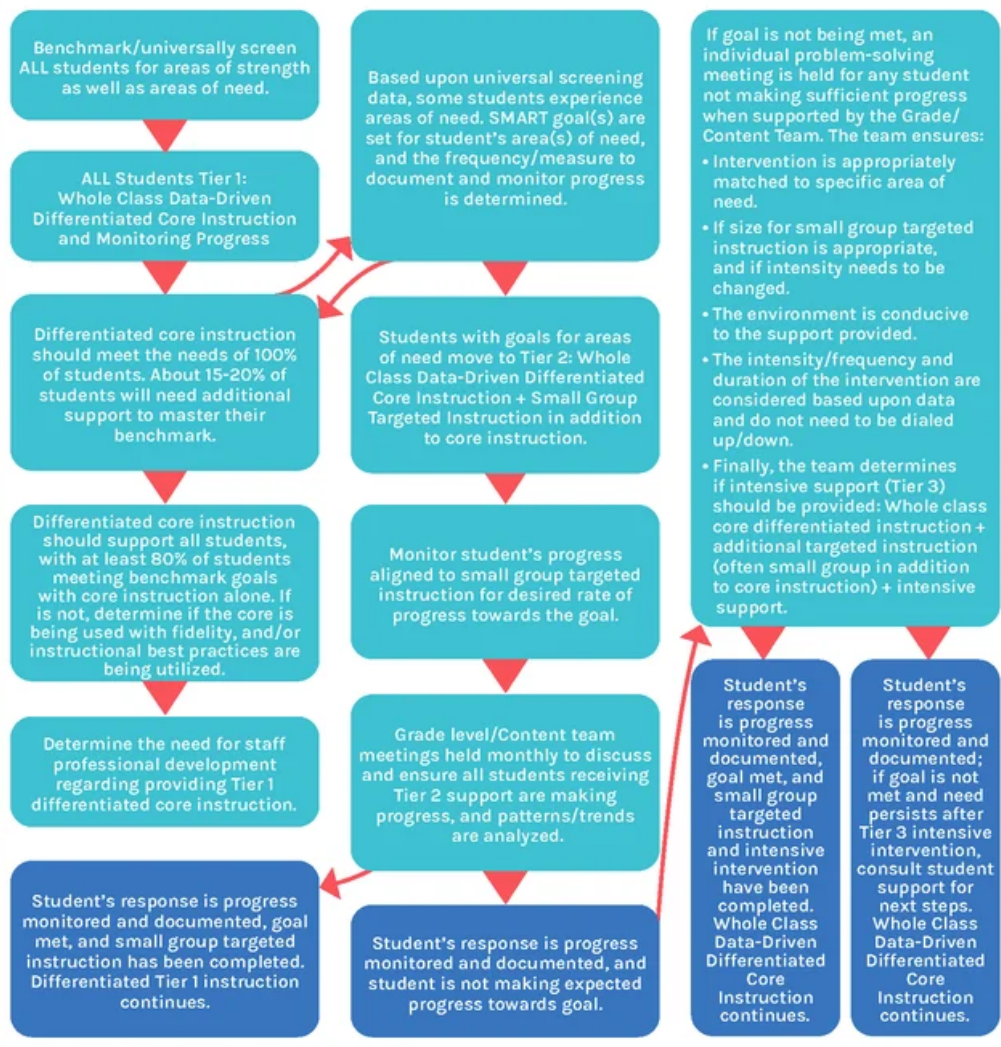 Benchmark/universally screen
ALL students for areas of strength
as well as areas of need.
ALL Students Tier 1:
Whole Class Data-Driven
Differentiated Core Instruction
and Monitoring Progress
Differentiated core instruction
should meet the needs of 100%
of students. About 15-20% of
students will need additional
support to master their
benchmark.
Differentiated core instruction
should support all students,
with at least 80% of students
meeting benchmark goals
with core instruction alone. If
is not, determine if the core is
being used with fidelity, and/or
instructional best practices are
being utilized.
Determine the need for staff
professional development
regarding providing Tier 1
differentiated core instruction.
Student's response is progress
monitored and documented, goal
met, and small group targeted
instruction has been completed.
Differentiated Tier 1 instruction
continues.
Based upon universal screening
data, some students experience
areas of need. SMART goal(s) are
set for student's area(s) of need,
and the frequency/measure to
document and monitor progress
is determined.
Students with goals for areas
of need move to Tier 2: Whole
Class Data-Driven Differentiated
Core Instruction + Small Group
Targeted Instruction in addition
to core instruction.
Monitor student's progress
aligned to small group targeted
instruction for desired rate of
progress towards the goal.
Grade level/Content team
meetings held monthly to discuss
and ensure all students receiving
Tier 2 support are making
progress, and patterns/trends
are analyzed.
Student's response is progress
monitored and documented, and
student is not making expected
progress towards goal.
If goal is not being met, an
individual problem-solving
meeting is held for any student
not making sufficient progress
when supported by the Grade/
Content Team. The team ensures:
• Intervention is appropriately
matched to specific area of
need.
• If size for small group targeted
instruction is appropriate,
and if intensity needs to be
changed.
• The environment is conducive
to the support provided.
• The intensity/frequency and
duration of the intervention are
considered based upon data
and do not need to be dialed
up/down.
• Finally, the team determines
if intensive support (Tier 3)
should be provided: Whole class
core differentiated instruction +
additional targeted instruction
(often small group in addition
to core instruction) + intensive
support.
Student's
response
is progress
monitored and
documented,
goal met, and
small group
targeted
instruction
and intensive
intervention
have been
completed.
Whole Class
Data-Driven
Differentiated
Core
Instruction
continues.
Student's
response
is progress
monitored and
documented;
if goal is not
met and need
persists after
Tier 3 intensive
intervention,
consult student
support for
next steps.
Whole Class
Data-Driven
Differentiated
Core
Instruction
continues.